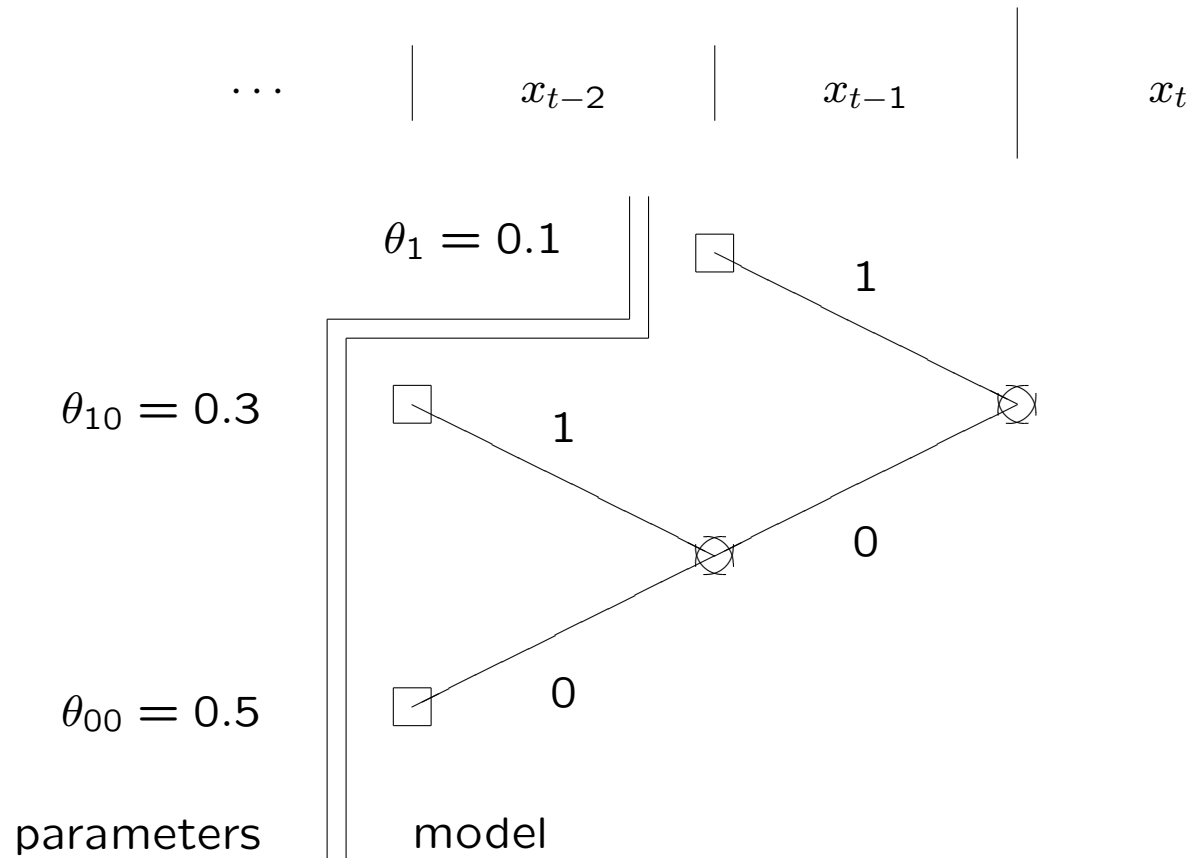 ⋯ x_{t−2} x_{t−1} x_t
θ_1 = 0.1
1
θ_{10} = 0.3
1
0
0
θ_{00} = 0.5
parameters model